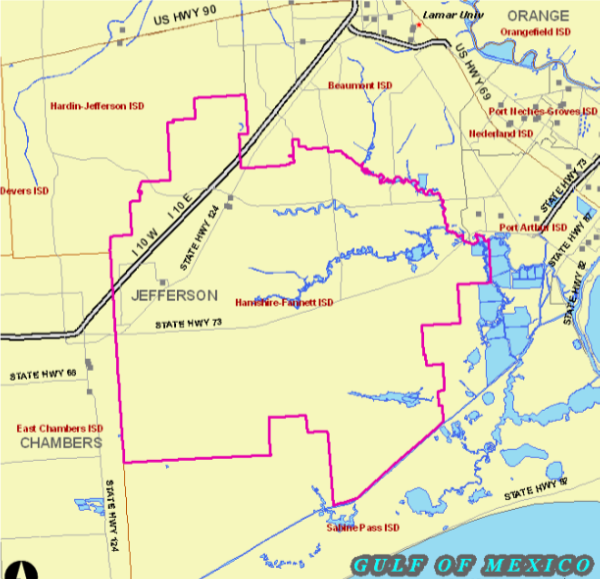 Lamar Univ
ORANGE
US HWY 90
Orangefield ISD
US HWY 69
Beaumont ISD
Hardin-Jefferson ISD
Port Neches-Groves ISD
Nederland ISD
STATE HWY 73
Devers ISD
I 10 E
I 10 W
STATE HWY 124
Port Arthur ISD
STATE HWY 87
STATE HWY 82
JEFFERSON
Hamshire-Fannett ISD
STATE HWY 73
STATE HWY 65
East Chambers ISD
CHAMBERS
STATE HWY 124
STATE HWY 87
Sabine Pass ISD
GULF OF MEXICO